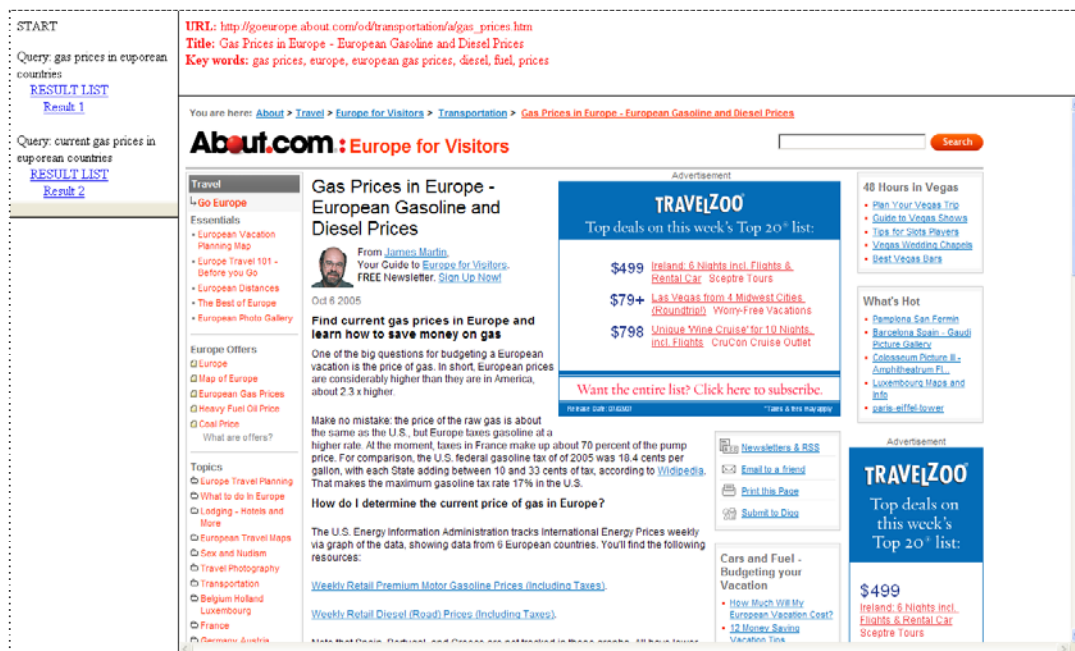 START
Query: gas prices in euporean
countries
RESULT LIST
Result 1
Query: current gas prices in
euporean countries
RESULT LIST
Result 2
URL: http://goeurope.about.com/od/transportation/a/gas_prices.htm
Title: Gas Prices in Europe - European Gasoline and Diesel Prices
Key words: gas prices, europe, european gas prices, diesel, fuel, prices
You are here: About > Travel > Europe for Visitors > Transportation > Gas Prices in Europe - European Gasoline and Diesel Prices
About.com: Europe for Visitors
Search
Travel
Go Europe
Essentials
European Vacation
Planning Map
Europe Travel 101 -
Before you Go
European Distances
The Best of Europe
European Photo Gallery
Europe Offers
Europe
Map of Europe
European Gas Prices
Heavy Fuel Oil Price
Coal Price
What are offers?
Topics
Europe Travel Planning
What to do In Europe
Lodging - Hotels and
More
European Travel Maps
Sex and Nudism
Travel Photography
Transportation
Belgium Holland
Luxembourg
France
Germany Austria
Gas Prices in Europe -
European Gasoline and
Diesel Prices
From James Martin,
Your Guide to Europe for Visitors.
FREE Newsletter. Sign Up Now!
Oct 6 2005
Find current gas prices in Europe and
learn how to save money on gas
One of the big questions for budgeting a European
vacation is the price of gas. In short, European prices
are considerably higher than they are in America,
about 2.3 x higher.
Make no mistake: the price of the raw gas is about
the same as the U.S., but Europe taxes gasoline at a
higher rate. At the moment, taxes in France make up about 70 percent of the pump
price. For comparison, the U.S. federal gasoline tax of of 2005 was 18.4 cents per
gallon, with each State adding between 10 and 33 cents of tax, according to Widipedia.
That makes the maximum gasoline tax rate 17% in the U.S.
How do I determine the current price of gas in Europe?
The U.S. Energy Information Administration tracks International Energy Prices weekly
via graph of the data, showing data from 6 European countries. You'll find the following
resources:
Weekly Retail Premium Motor Gasoline Prices (Including Taxes).
Weekly Retail Diesel (Road) Prices (Including Taxes).
Advertisement
TRAVELZOO
Top deals on this week's Top 20® list:
$499 Ireland: 6 Nights incl. Flights &
Rental Car Sceptre Tours
$79+ Las Vegas from 4 Midwest Cities
(Roundtrip) Worry-Free Vacations
$798 Unique 'Wine Cruise' for 10 Nights,
incl. Flights CruCon Cruise Outlet
Want the entire list? Click here to subscribe.
*Taxes & fees may apply
Newsletters & RSS
Email to a friend
Print this Page
Submit to Digg
Cars and Fuel -
Budgeting your
Vacation
How Much Will My
European Vacation Cost?
12 Money Saving
Vacation Tips
48 Hours in Vegas
Plan Your Vegas Trip
Guide to Vegas Shows
Tips for Slots Players
Vegas Wedding Chapels
Best Vegas Bars
What's Hot
Pamplona San Fermin
Barcelona Spain - Gaudi
Picture Gallery
Colosseum Picture II -
Amphitheatrum Fl...
Luxembourg Maps and
Info
paris-eiffel-tower
Advertisement
TRAVELZOO
Top deals on
this week's
Top 20® list:
$499
Ireland: 6 Nights incl.
Flights & Rental Car
Sceptre Tours